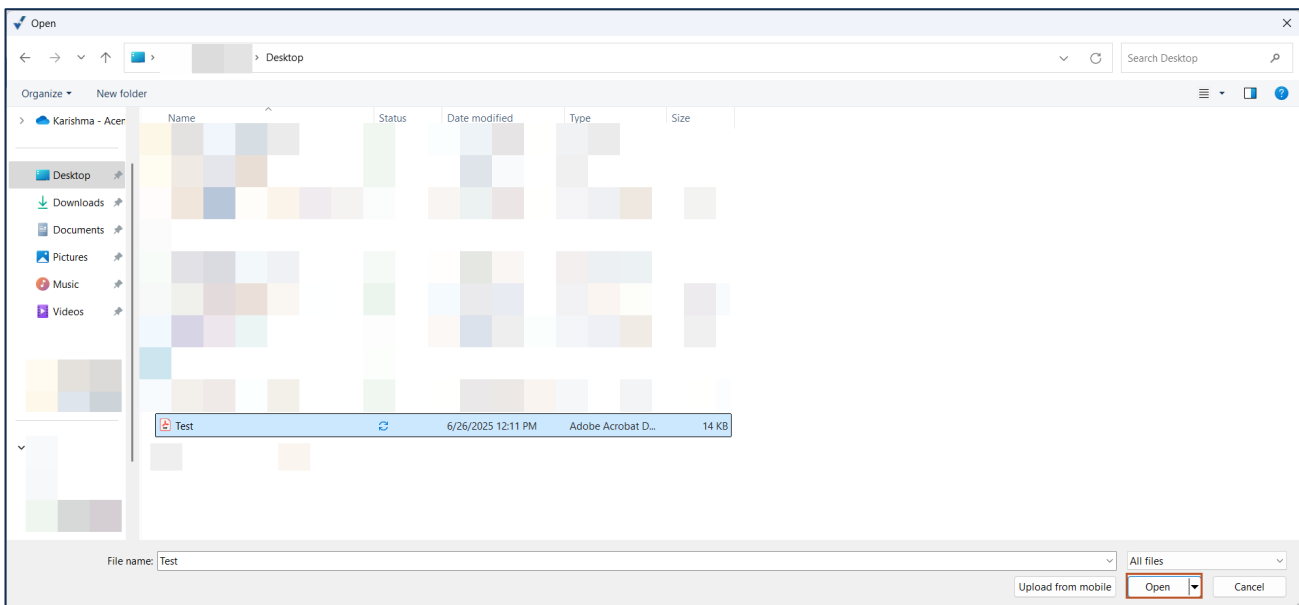 Open
Desktop
Search Desktop
Organize
New folder
Karishma - Acer
Name
Status
Date modified
Type
Size
Desktop
Downloads
Documents
Pictures
Music
Videos
Test 6/26/2025 12:11 PM Adobe Acrobat D... 14 KB
File name: Test
All files
Upload from mobile
Open
Cancel